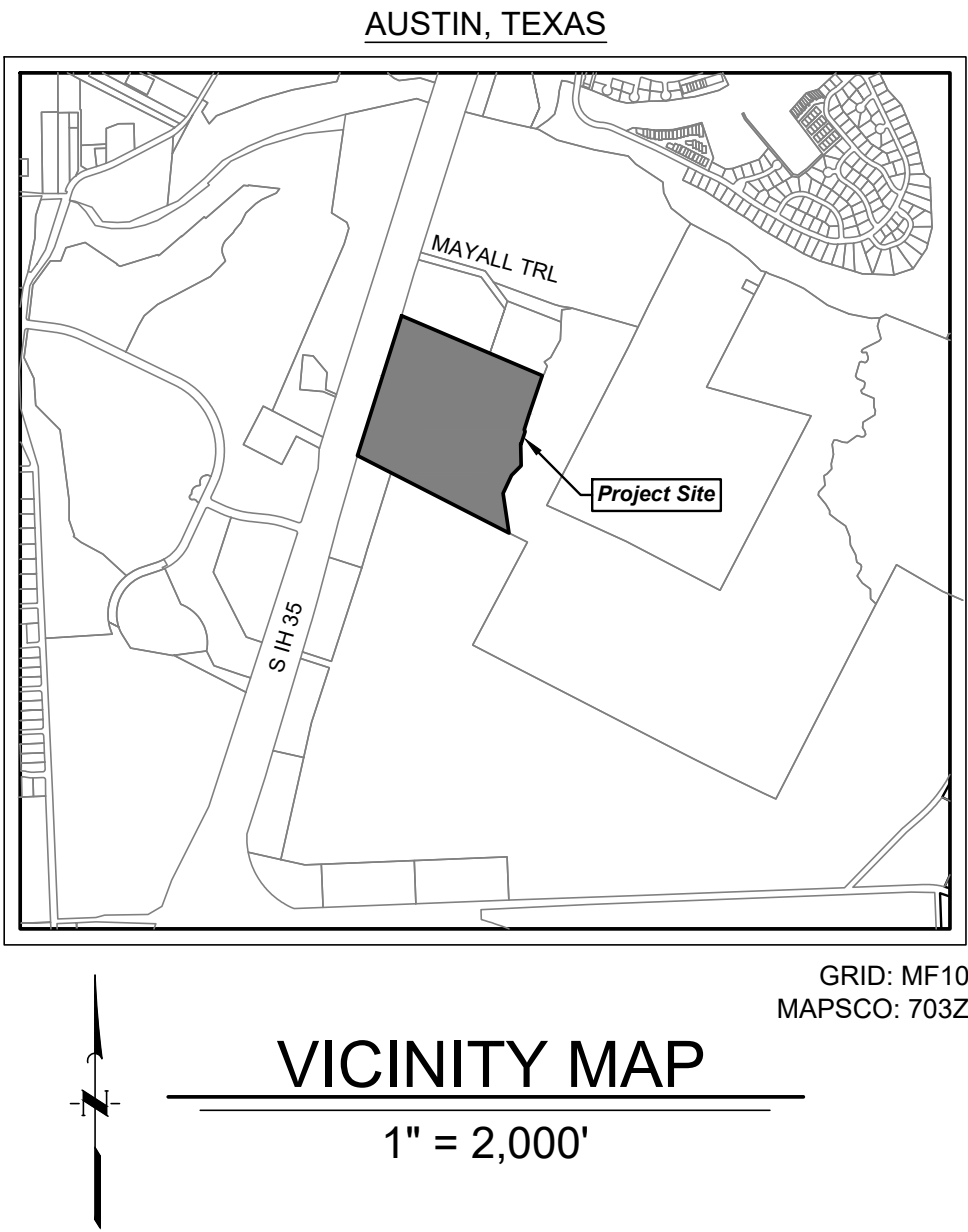 AUSTIN, TEXAS
MAYALL TRL
Project Site
S IH 35
GRID: MF10
MAPSCO: 703Z
VICINITY MAP
N
1" = 2,000'